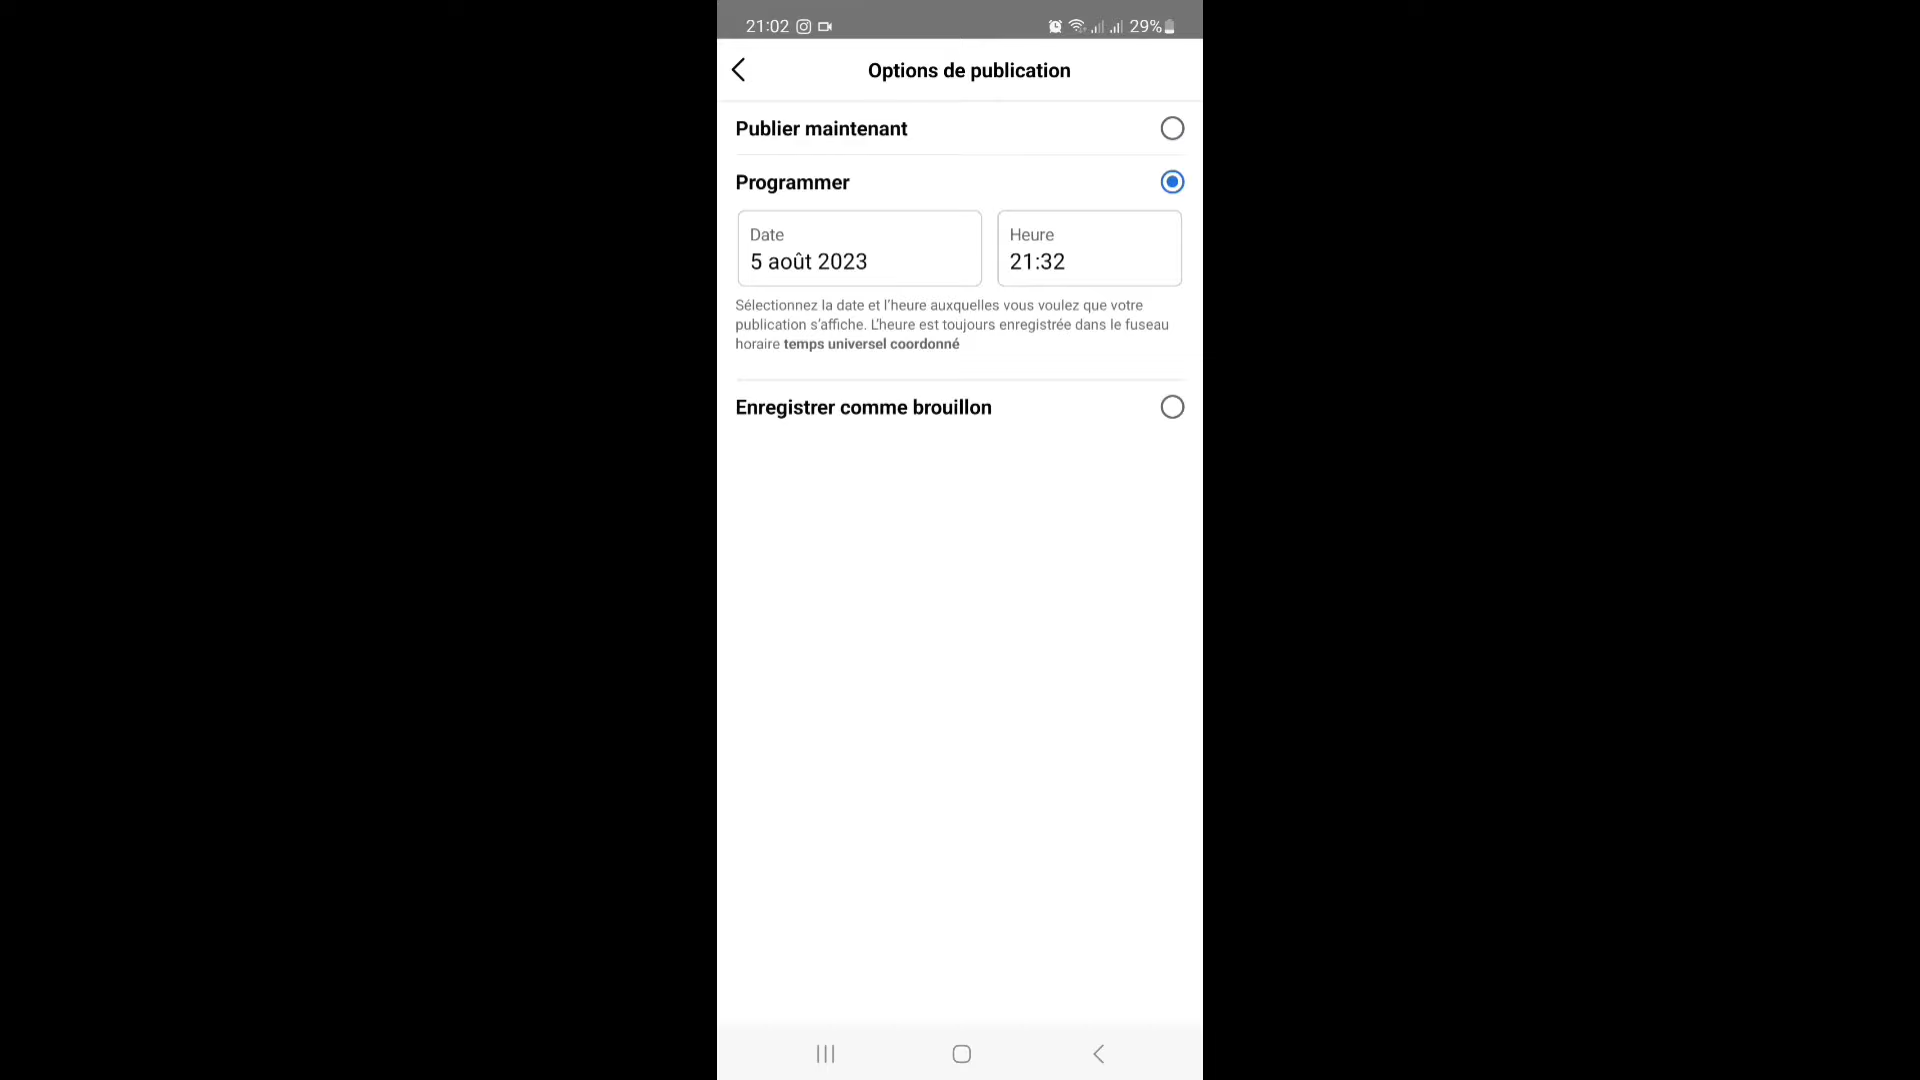 21:02 29%
Options de publication
Publier maintenant
Programmer
Date
5 août 2023
Heure
21:32
Sélectionnez la date et l’heure auxquelles vous voulez que votre
publication s’affiche. L’heure est toujours enregistrée dans le fuseau
horaire temps universel coordonné
Enregistrer comme brouillon